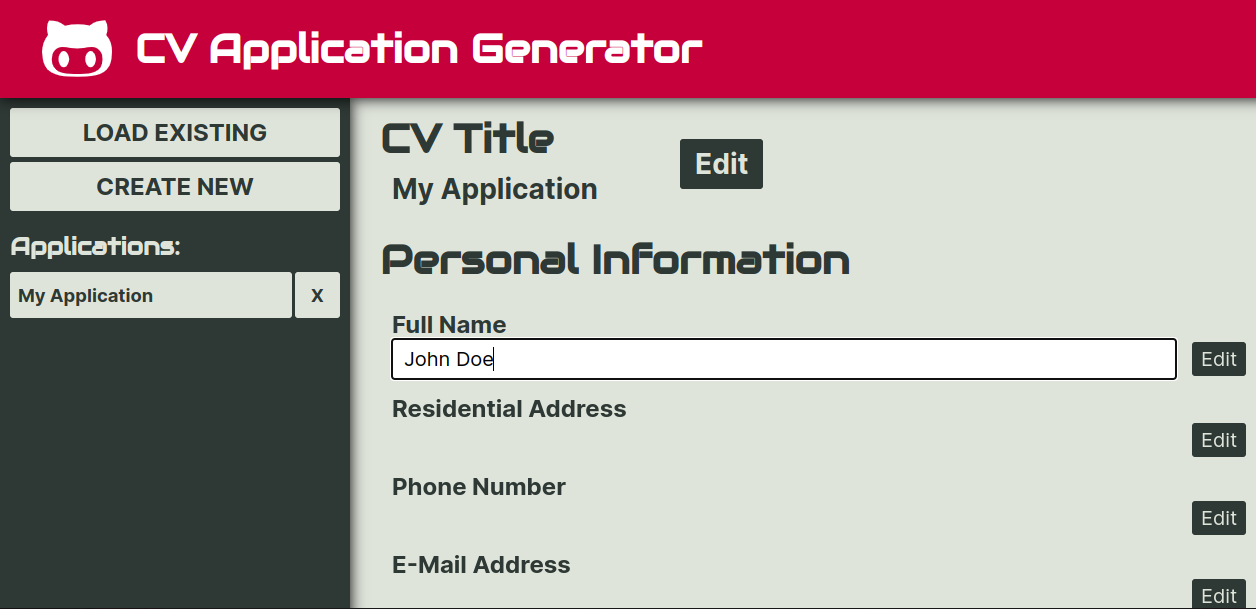 CV Application Generator
LOAD EXISTING
CREATE NEW
Applications:
My Application
X
CV Title
My Application
Edit
Personal Information
Full Name
John Doe
Edit
Residential Address
Edit
Phone Number
Edit
E-Mail Address
Edit